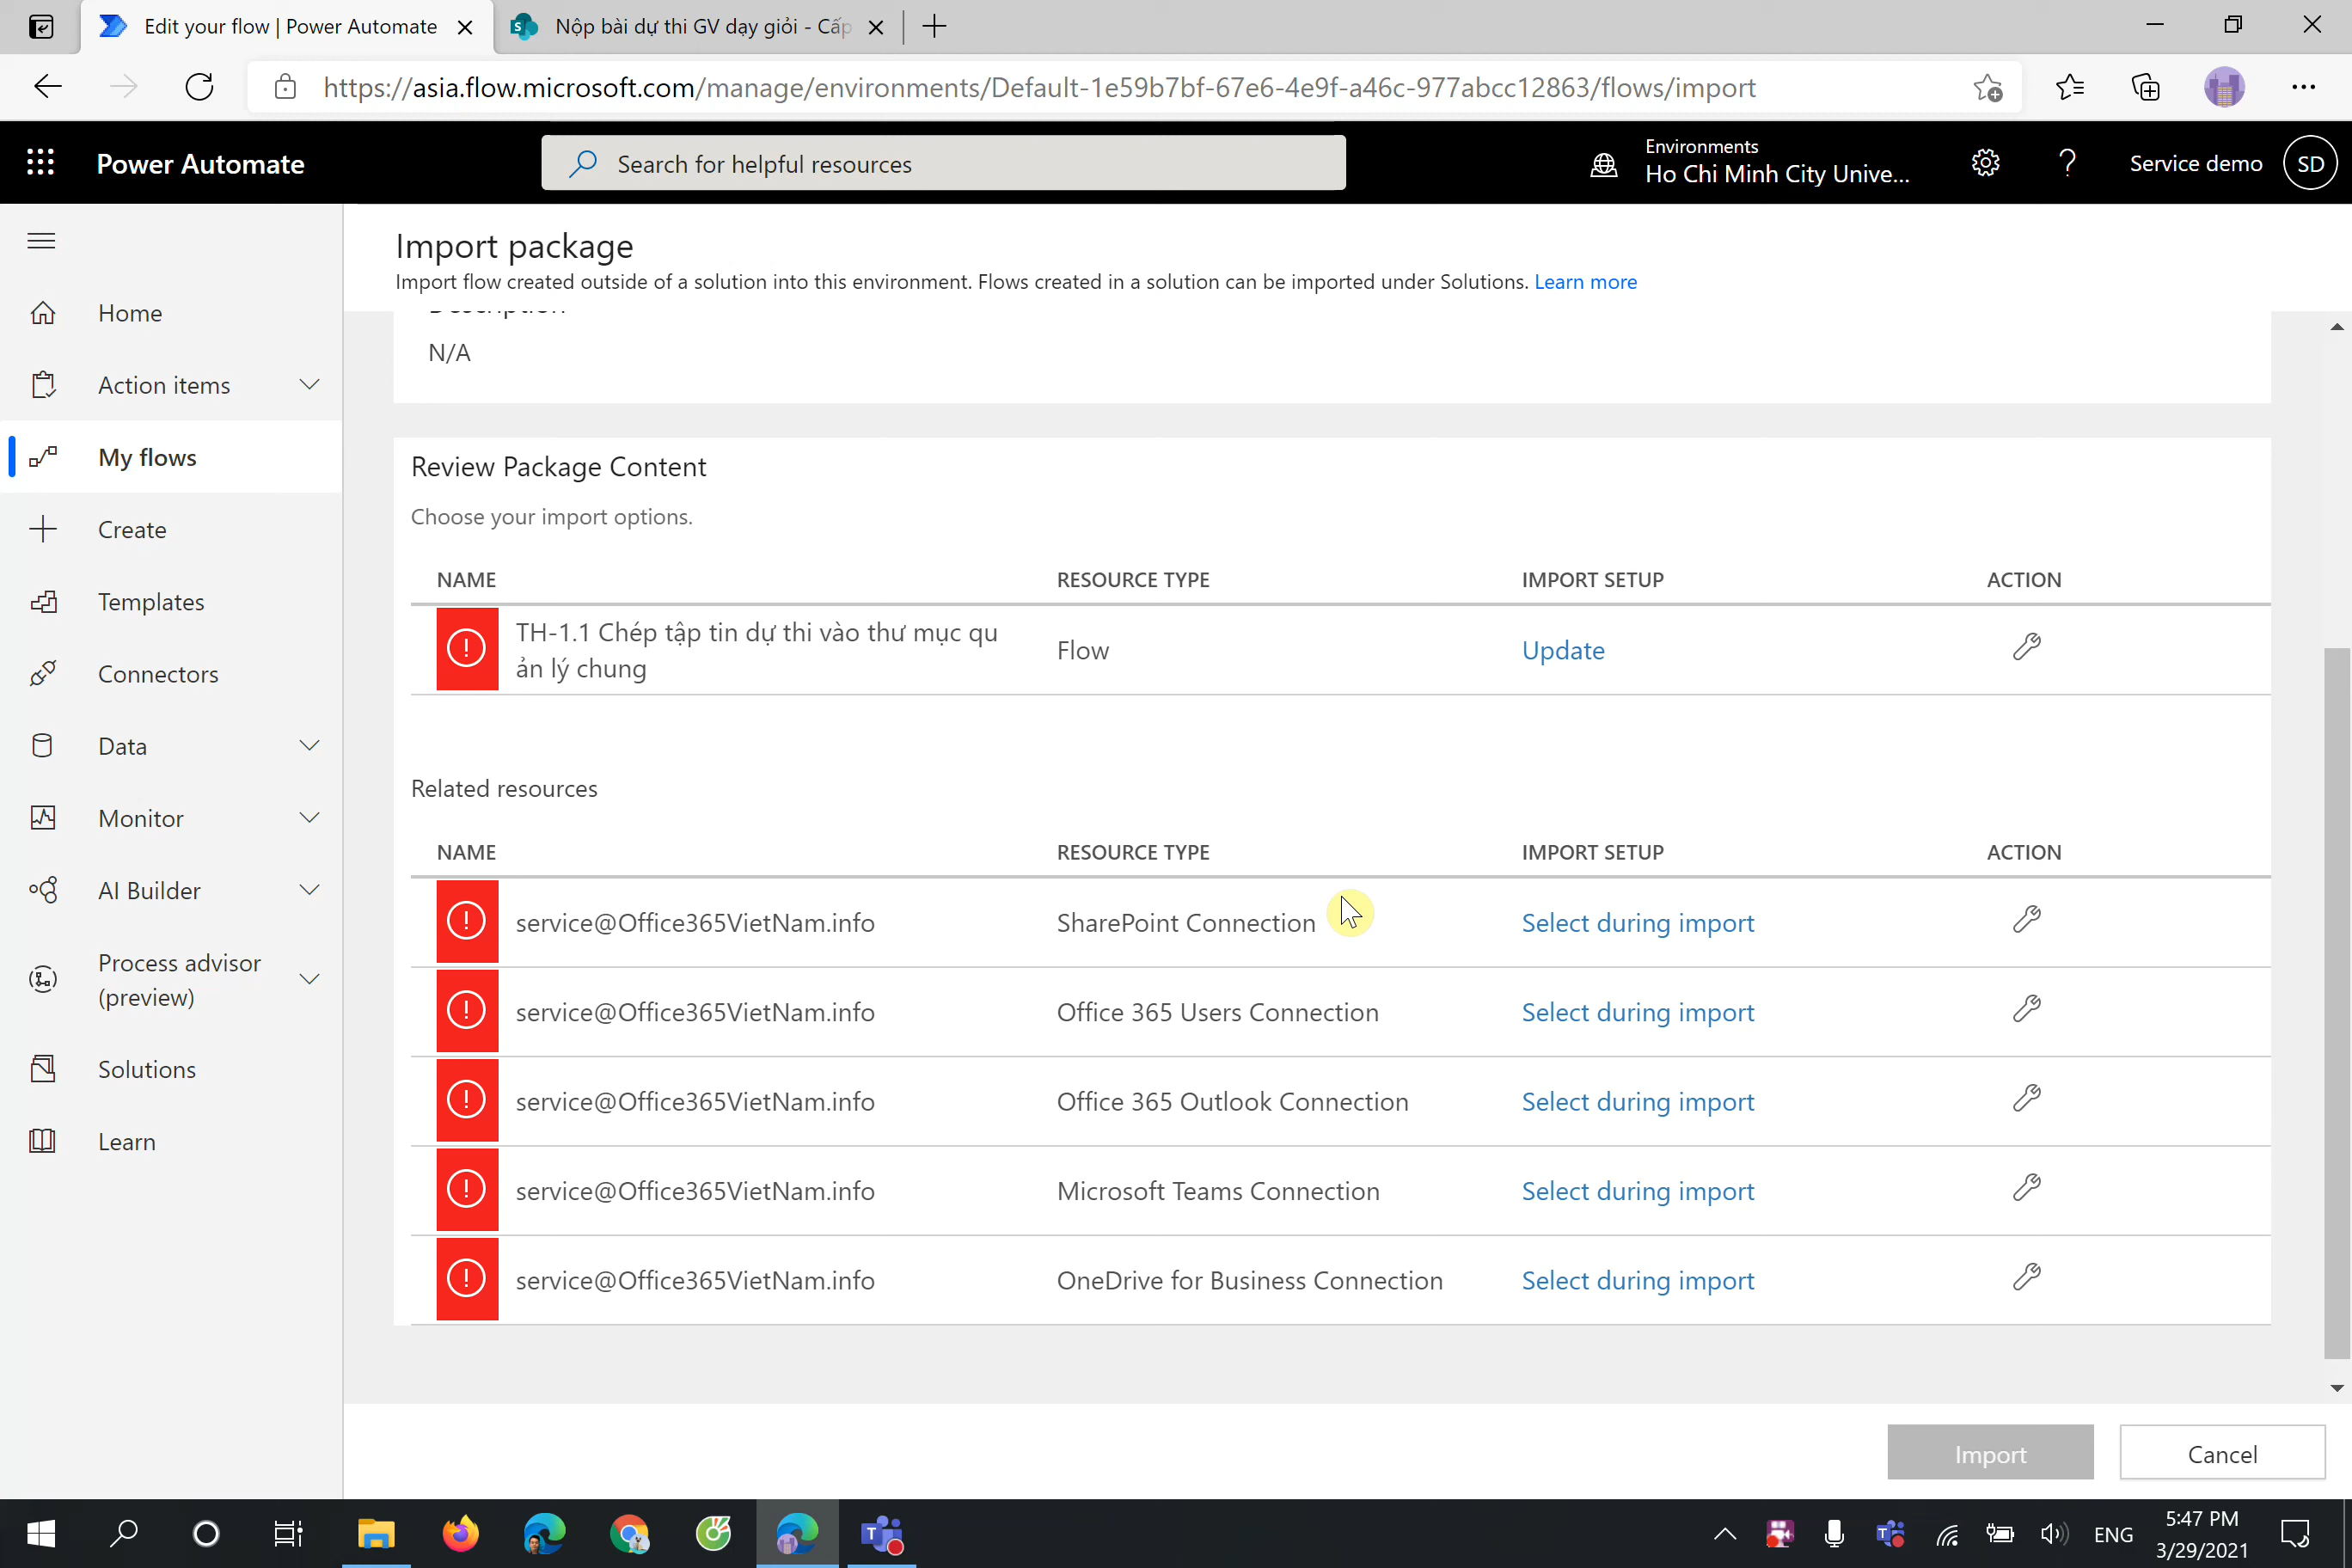 Edit your flow | Power Automate
Nộp bài dự thi GV dạy giỏi - Cấp
https://asia.flow.microsoft.com/manage/environments/Default-1e59b7bf-67e6-4e9f-a46c-977abcc12863/flows/import
Power Automate
Search for helpful resources
Environments
Ho Chi Minh City Unive...
?
Service demo
SD
Import package
Import flow created outside of a solution into this environment. Flows created in a solution can be imported under Solutions. Learn more
Home
Action items
My flows
Create
Templates
Connectors
Data
Monitor
AI Builder
Process advisor
(preview)
Solutions
Learn
Description
N/A
Review Package Content
Choose your import options.
NAME RESOURCE TYPE IMPORT SETUP ACTION
TH-1.1 Chép tập tin dự thi vào thư mục qu
ản lý chung
Flow
Update
Related resources
NAME RESOURCE TYPE IMPORT SETUP ACTION
service@Office365VietNam.info SharePoint Connection Select during import
service@Office365VietNam.info Office 365 Users Connection Select during import
service@Office365VietNam.info Office 365 Outlook Connection Select during import
service@Office365VietNam.info Microsoft Teams Connection Select during import
service@Office365VietNam.info OneDrive for Business Connection Select during import
Import
Cancel
ENG
5:47 PM
3/29/2021